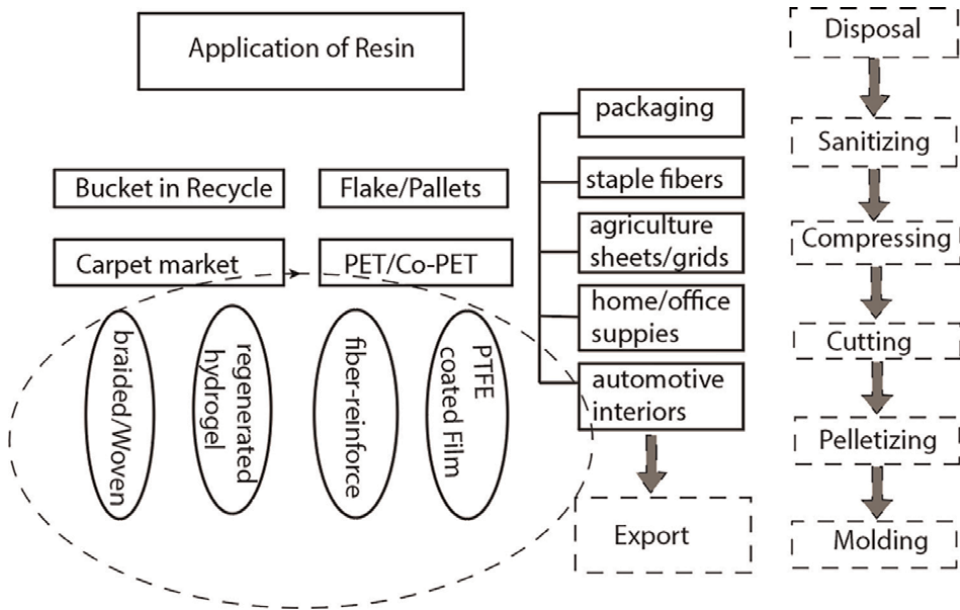 Application of Resin
Bucket in Recycle
Flake/Pallets
Carpet market
PET/Co-PET
braided/Woven
regenerated
hydrogel
fiber-reinforce
PTFE
coated Film
packaging
staple fibers
agriculture
sheets/grids
home/office
suppies
automotive
interiors
Export
Disposal
Sanitizing
Compressing
Cutting
Pelletizing
Molding